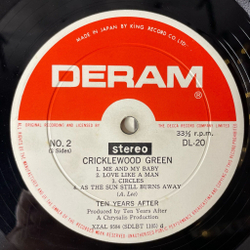 MADE IN JAPAN BY KING RECORD CO. LTD.
DERAM
NO. 2
(2 Sides)
stereo
33⅓ r.p.m.
DL-20
CRICKLEWOOD GREEN
1. ME AND MY BABY
2. LOVE LIKE A MAN
3. CIRCLES
4. AS THE SUN STILL BURNS AWAY
(A. Lee)
TEN YEARS AFTER
Produced by Ten Years After
A Chrysalis Production